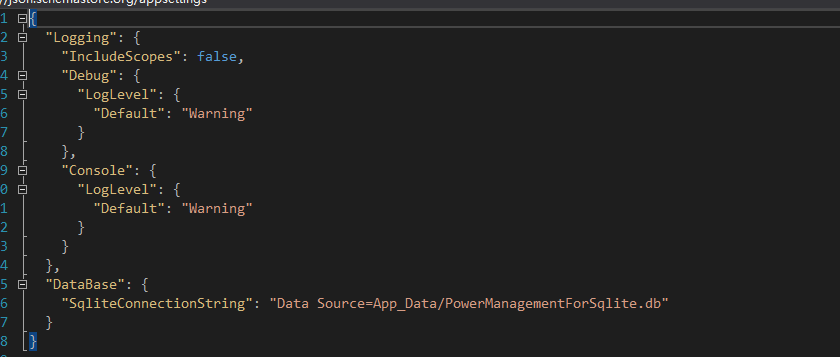 //json.schemastore.org/appsettings
1 {
2 "Logging": {
3 "IncludeScopes": false,
4 "Debug": {
5 "LogLevel": {
6 "Default": "Warning"
7 }
8 },
9 "Console": {
0 "LogLevel": {
1 "Default": "Warning"
2 }
3 }
4 },
5 "DataBase": {
6 "SqliteConnectionString": "Data Source=App_Data/PowerManagementForSqlite.db"
7 }
8 }